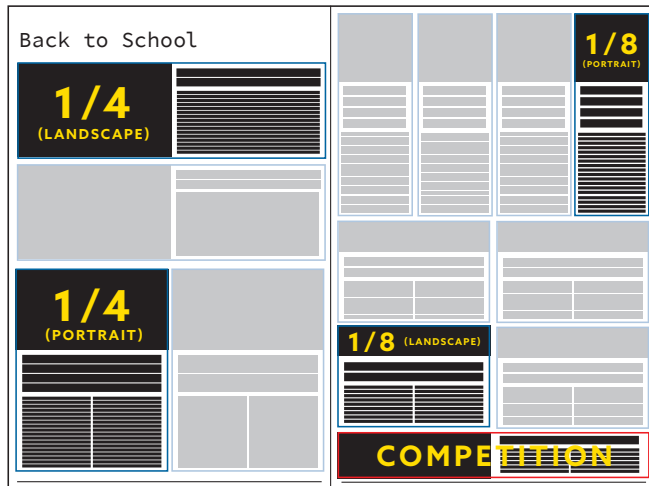 Back to School
1/4
(LANDSCAPE)
1/4
(PORTRAIT)
1/8
(PORTRAIT)
1/8 (LANDSCAPE)
COMPETITION